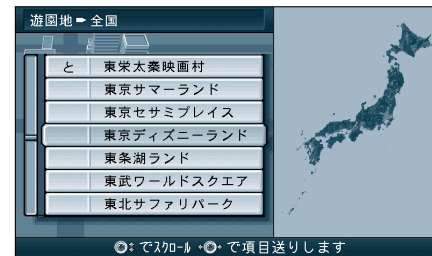 遊園地➨全国
と 東栄太秦映画村
東京サマーランド
東京セサミプレイス
東京ディズニーランド
東条湖ランド
東武ワールドスクエア
東北サファリパーク
でｽｸﾛｰﾙ で項目送りします